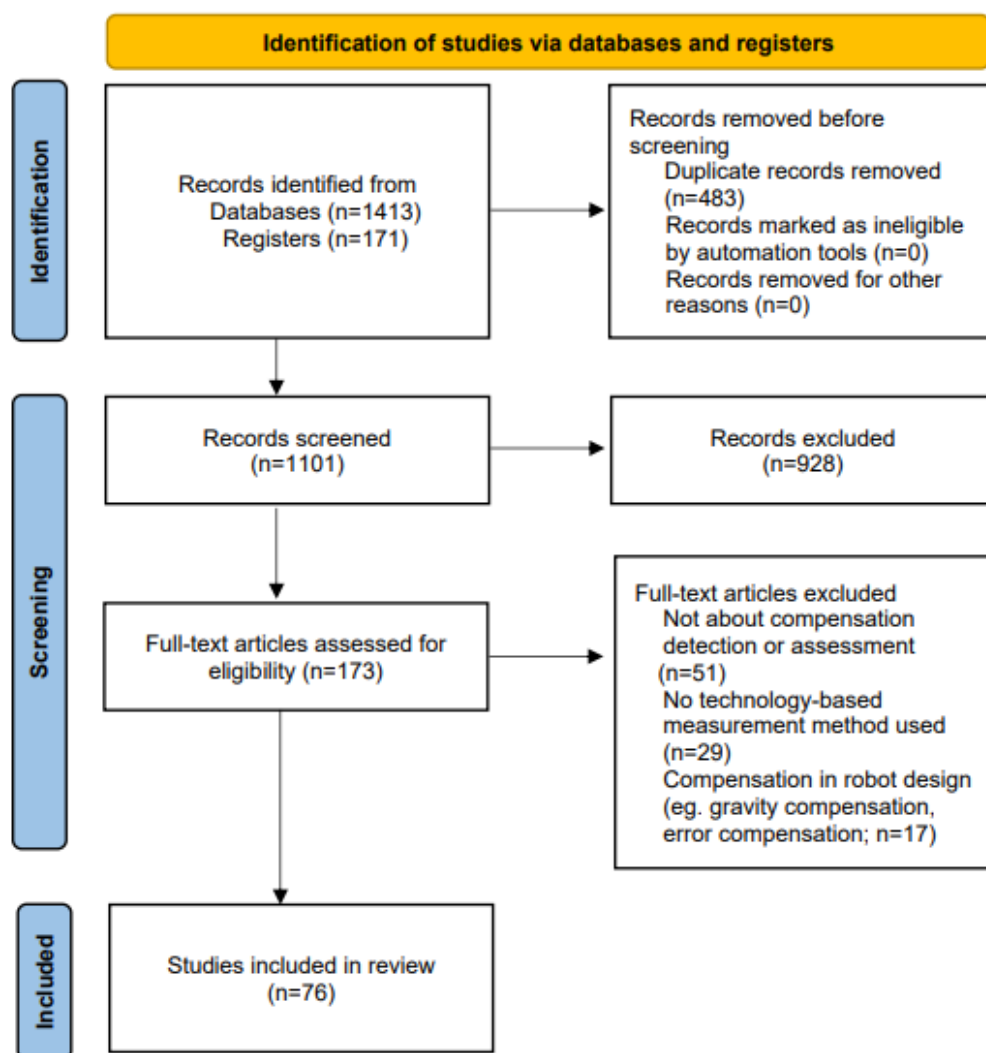 Identification of studies via databases and registers
Identification
Records identified from
Databases (n=1413)
Registers (n=171)
Records removed before
screening
Duplicate records removed
(n=483)
Records marked as ineligible
by automation tools (n=0)
Records removed for other
reasons (n=0)
Screening
Records screened
(n=1101)
Records excluded
(n=928)
Full-text articles assessed for
eligibility (n=173)
Full-text articles excluded
Not about compensation
detection or assessment
(n=51)
No technology-based
measurement method used
(n=29)
Compensation in robot design
(eg. gravity compensation,
error compensation; n=17)
Included
Studies included in review
(n=76)